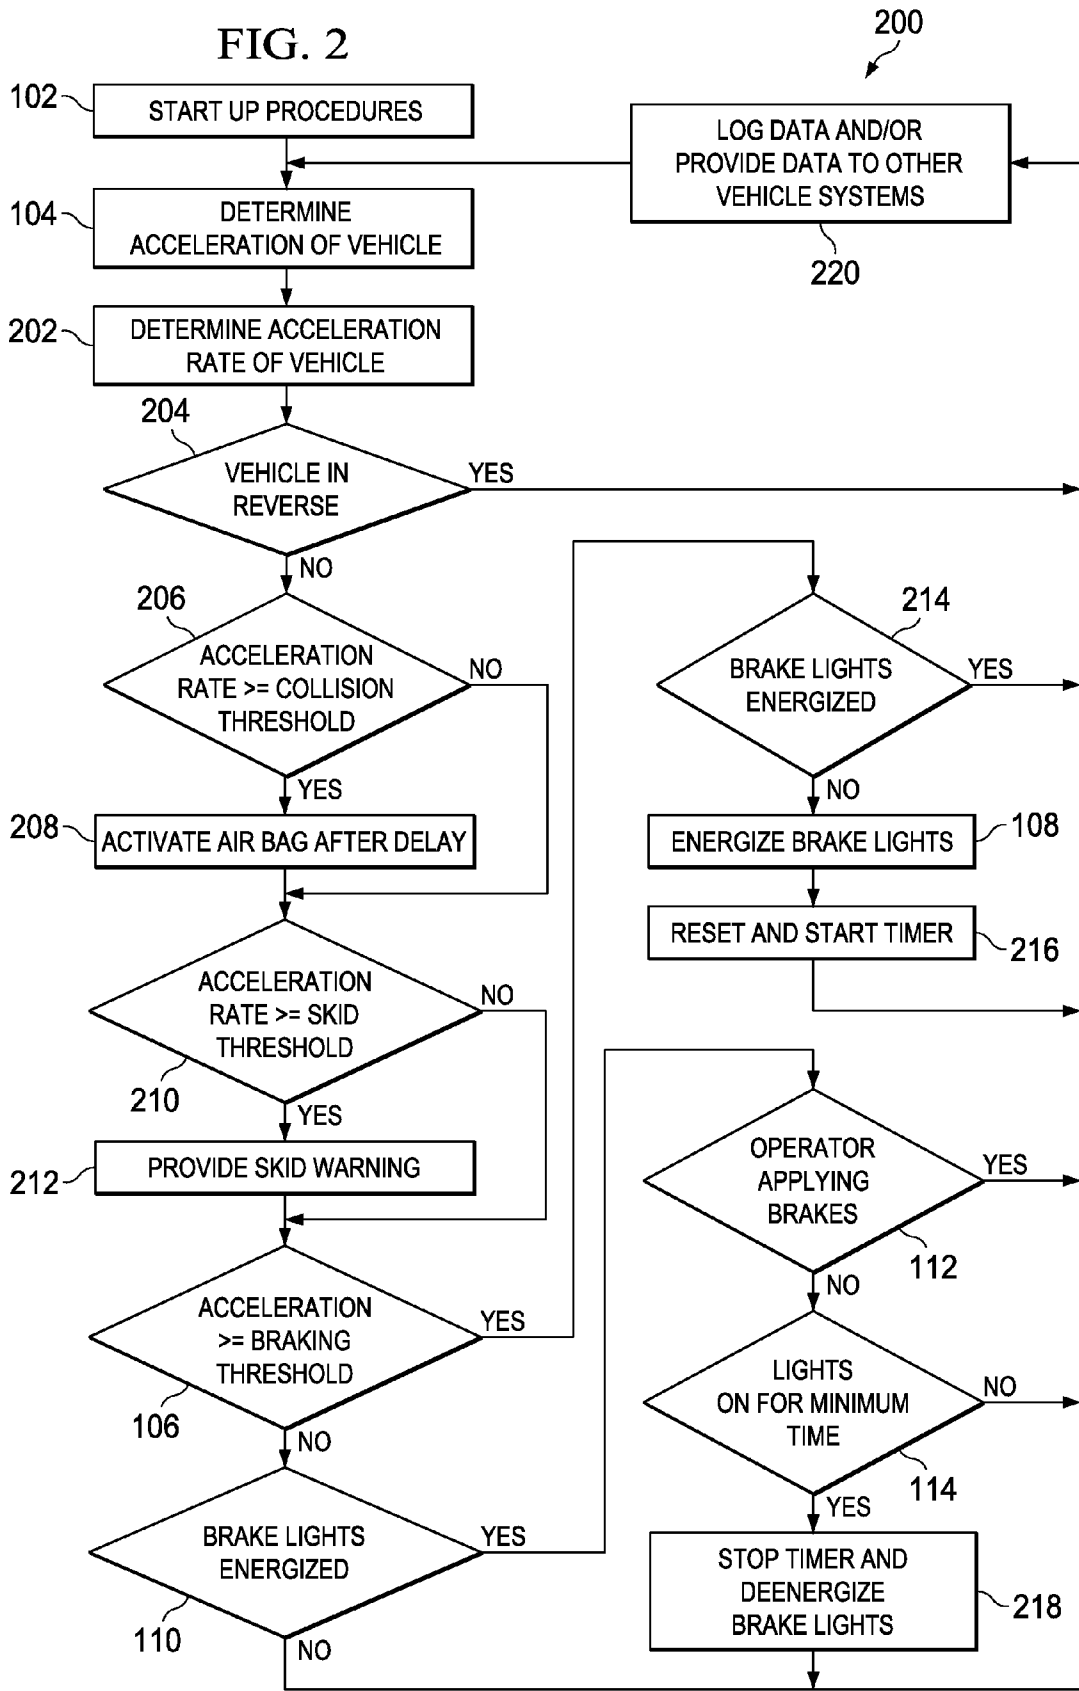 FIG. 2
200
102
START UP PROCEDURES
LOG DATA AND/OR
PROVIDE DATA TO OTHER
VEHICLE SYSTEMS
220
104
DETERMINE
ACCELERATION OF VEHICLE
202
DETERMINE ACCELERATION
RATE OF VEHICLE
204
VEHICLE IN
REVERSE
YES
NO
206
ACCELERATION
RATE >= COLLISION
THRESHOLD
NO
YES
208
ACTIVATE AIR BAG AFTER DELAY
ACCELERATION
RATE >= SKID
THRESHOLD
NO
210
YES
212
PROVIDE SKID WARNING
ACCELERATION
>= BRAKING
THRESHOLD
YES
106
NO
BRAKE LIGHTS
ENERGIZED
YES
110
NO
214
BRAKE LIGHTS
ENERGIZED
YES
NO
ENERGIZE BRAKE LIGHTS
108
RESET AND START TIMER
216
OPERATOR
APPLYING
BRAKES
YES
112
NO
LIGHTS
ON FOR MINIMUM
TIME
NO
114
YES
STOP TIMER AND
DEENERGIZE
BRAKE LIGHTS
218